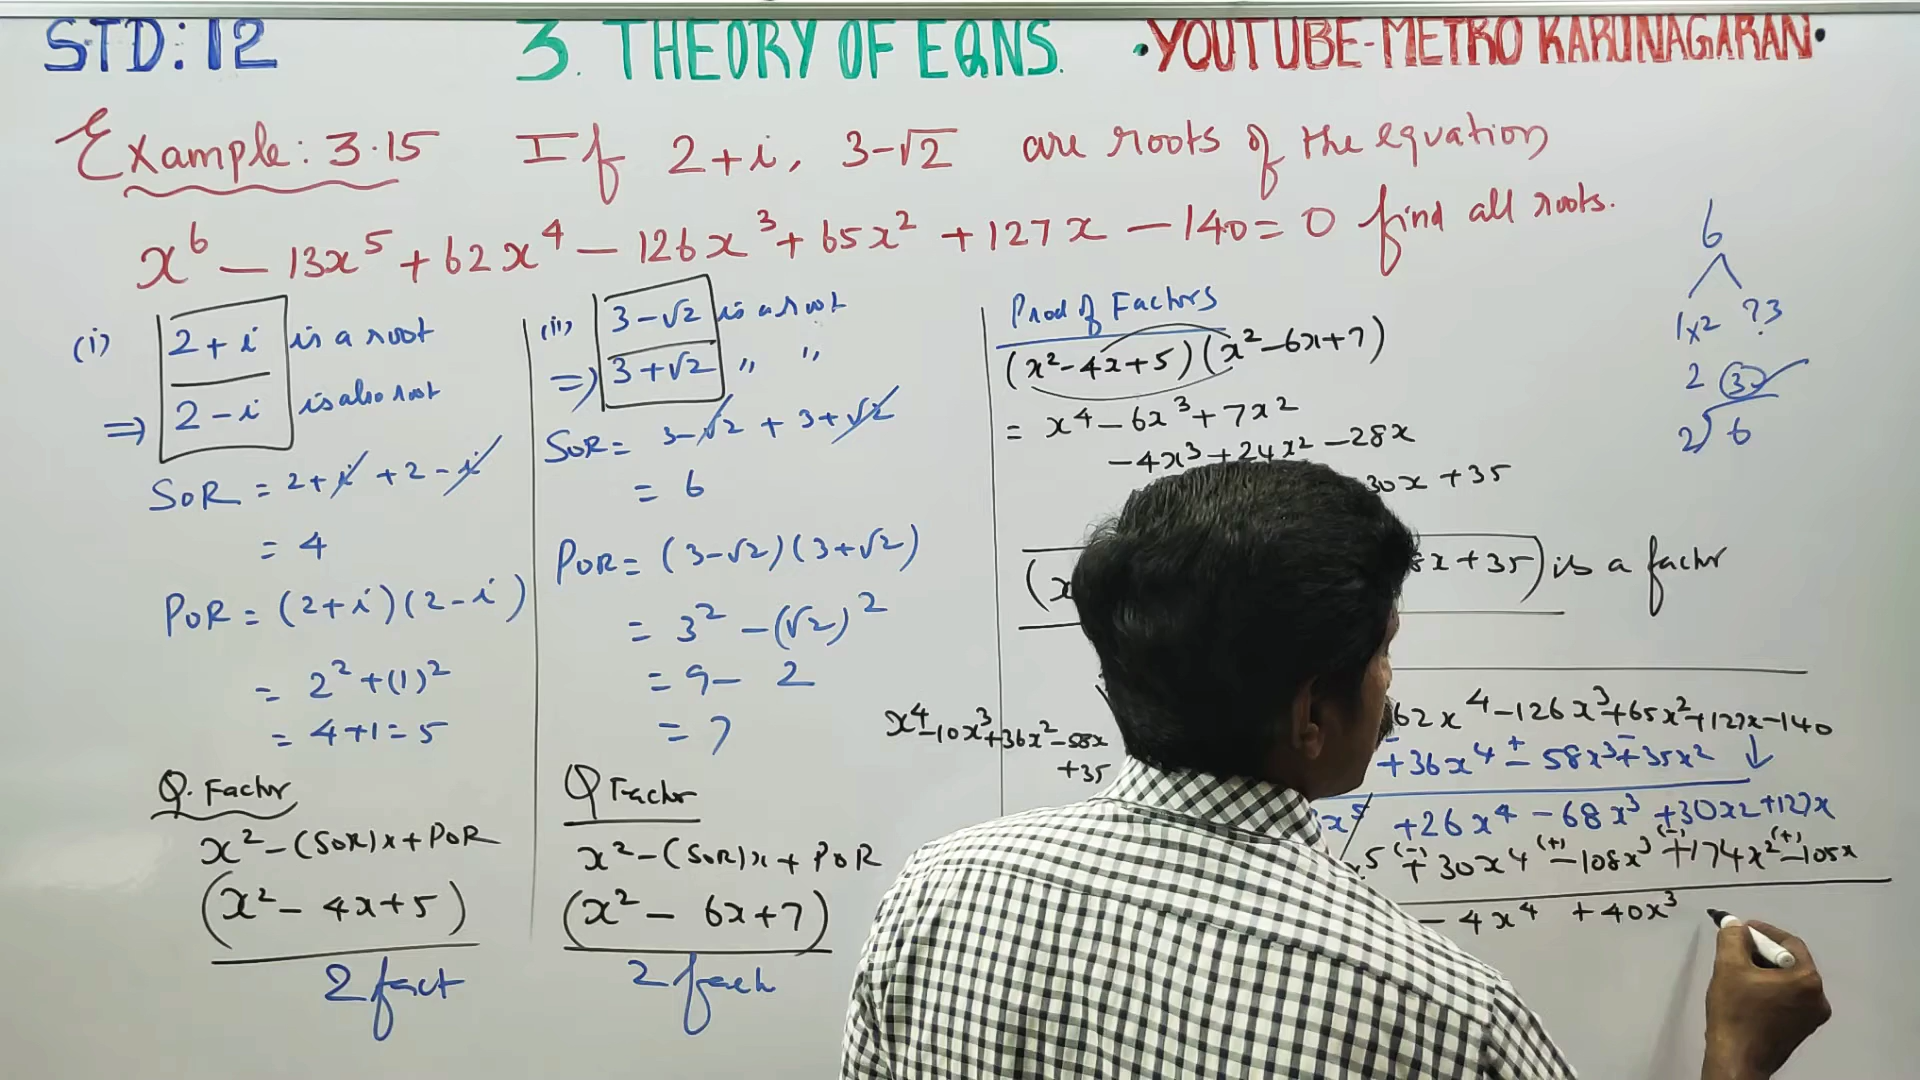 STD: 12 3. THEORY OF EQNS. •YOUTUBE-METRO KARUNAGARAN•
Example: 3.15 If 2+i, 3-√2 are roots of the equation
x⁶ - 13x⁵ + 62x⁴ - 126x³ + 65x² + 127x - 140 = 0 find all roots.
(i) 2+i is a root
⇒ 2-i is also root
SOR = 2+i + 2-i
= 4
POR = (2+i)(2-i)
= 2² + (1)²
= 4+1 = 5
Q. Factor
x² - (SOR)x + POR
(x² - 4x + 5)
2 fact
(ii) 3-√2 is a root
⇒ 3+√2 " "
SOR = 3-√2 + 3+√2
= 6
POR = (3-√2)(3+√2)
= 3² - (√2)²
= 9 - 2
= 7
Q Factor
x² - (SOR)x + POR
(x² - 6x + 7)
2 fact
Prod of Factors
(x² - 4x + 5)(x² - 6x + 7)
= x⁴ - 6x³ + 7x²
- 4x³ + 24x² - 28x
30x + 35
(x x + 35) is a factor
x⁴ - 10x³ + 36x² - 58x
+ 35
62x⁴ - 126x³ + 65x² + 127x - 140
+ 36x⁴ - 58x³ + 35x²
x⁵ + 26x⁴ - 68x³ + 30x2 + 127x
x⁵ + 30x⁴ - 108x³ + 174x² - 105x
(-) (+) (-) (+)
- 4x⁴ + 40x³
6
1x2 ?3
2 3
2) 6